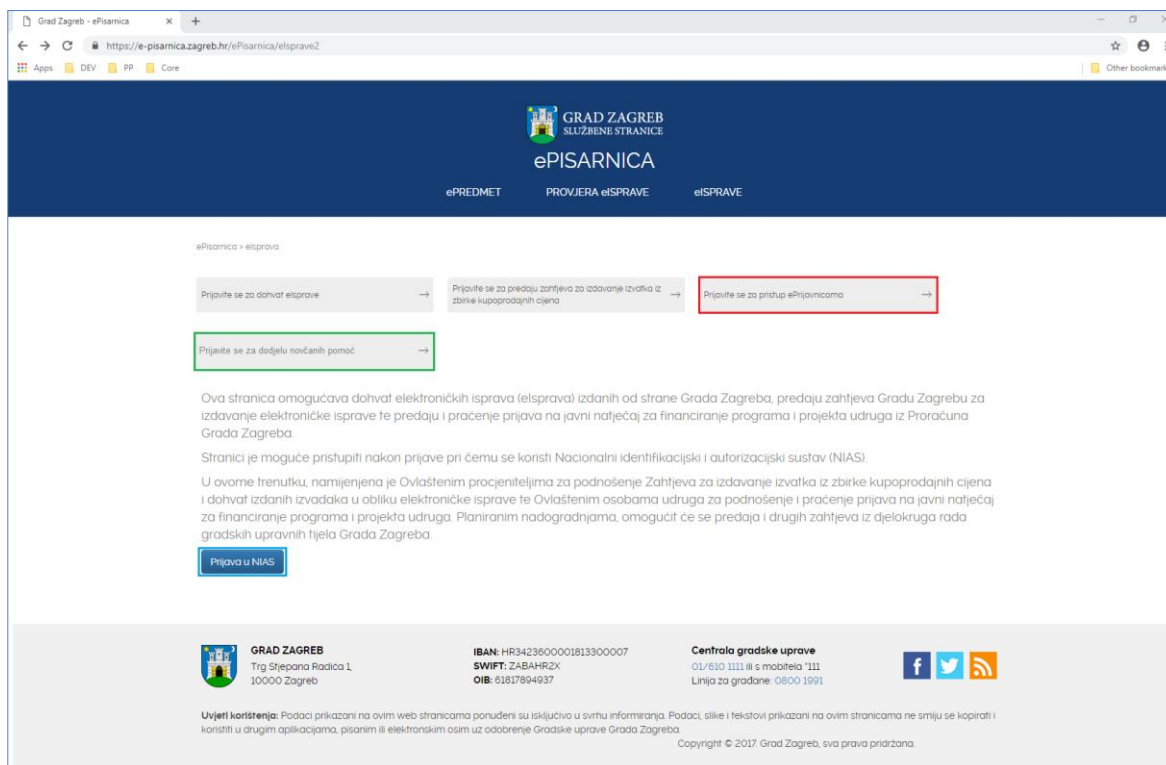 Grad Zagreb - ePisarnica
https://e-pisarnica.zagreb.hr/ePisarnica/eIsprave2
Apps DEV PP Core Other bookmark
GRAD ZAGREB
SLUŽBENE STRANICE
ePISARNICA
ePREDMET PROVJERA eISPRAVE eISPRAVE
ePisarnica > eIsprava
Prijavite se za dohvat eIsprave →
Prijavite se za predaju zahtjeva za izdavanje izvatka iz
zbirke kupoprodajnih cijena →
Prijavite se za pristup ePrijavnicama →
Prijavite se za dodjelu novčanih pomoć →
Ova stranica omogućava dohvat elektroničkih isprava (eIsprava) izdanih od strane Grada Zagreba, predaju zahtjeva Gradu Zagrebu za
izdavanje elektroničke isprave te predaju i praćenje prijava na javni natječaj za financiranje programa i projekta udruga iz Proračuna
Grada Zagreba.
Stranici je moguće pristupiti nakon prijave pri čemu se koristi Nacionalni identifikacijski i autorizacijski sustav (NIAS).
U ovome trenutku, namijenjena je Ovlaštenim procjeniteljima za podnošenje Zahtjeva za izdavanje izvatka iz zbirke kupoprodajnih cijena
i dohvat izdanih izvadaka u obliku elektroničke isprave te Ovlaštenim osobama udruga za podnošenje i praćenje prijava na javni natječaj
za financiranje programa i projekta udruga. Planiranim nadogradnjama, omogućit će se predaja i drugih zahtjeva iz djelokruga rada
gradskih upravnih tijela Grada Zagreba.
Prijava u NIAS
GRAD ZAGREB
Trg Stjepana Radića 1,
10000 Zagreb
IBAN: HR3423600001813300007
SWIFT: ZABAHR2X
OIB: 61817894937
Centrala gradske uprave
01/610 1111 ili s mobitela *111
Linija za građane: 0800 1991
Uvjeti korištenja: Podaci prikazani na ovim web stranicama ponuđeni su isključivo u svrhu informiranja. Podaci, slike i tekstovi prikazani na ovim stranicama ne smiju se kopirati i
koristiti u drugim aplikacijama, pisanim ili elektronskim osim uz odobrenje Gradske uprave Grada Zagreba.
Copyright © 2017. Grad Zagreb, sva prava pridržana.